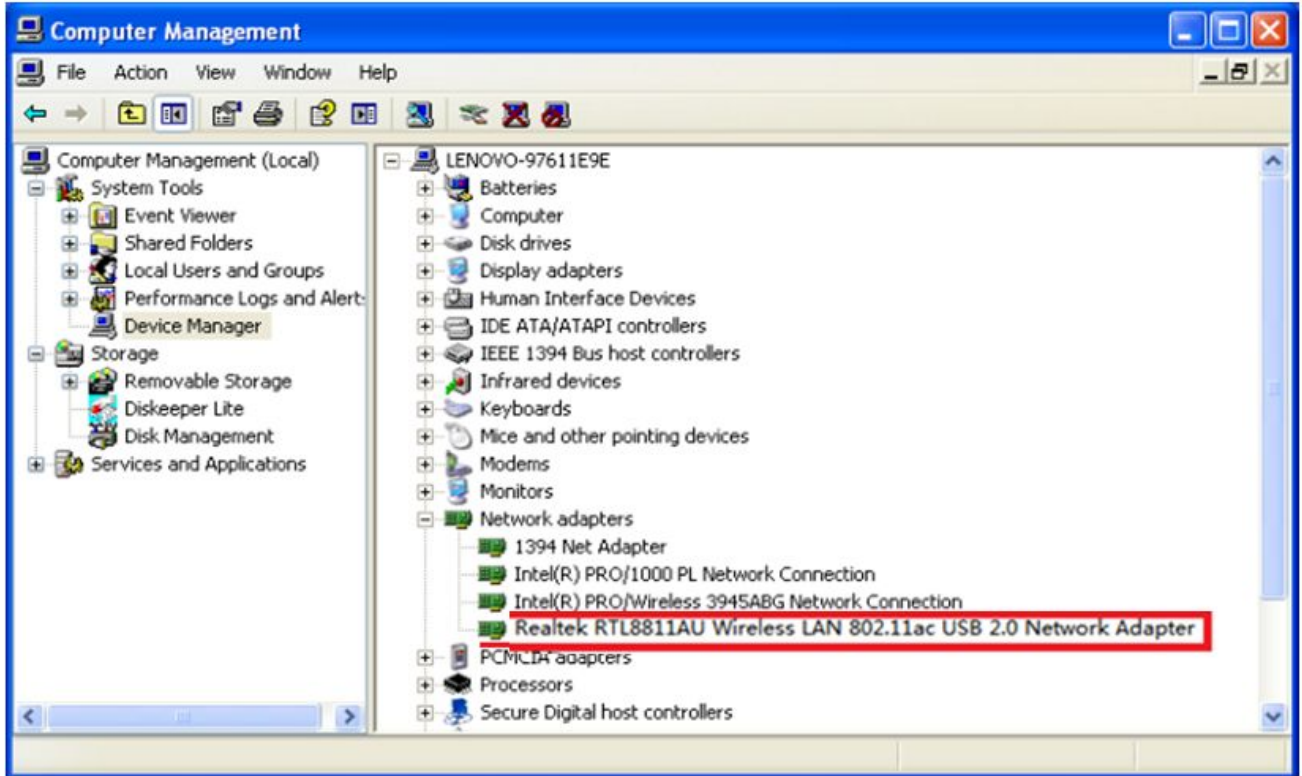 Computer Management
File Action View Window Help
Computer Management (Local)
System Tools
Event Viewer
Shared Folders
Local Users and Groups
Performance Logs and Alert
Device Manager
Storage
Removable Storage
Diskeeper Lite
Disk Management
Services and Applications
LENOVO-97611E9E
Batteries
Computer
Disk drives
Display adapters
Human Interface Devices
IDE ATA/ATAPI controllers
IEEE 1394 Bus host controllers
Infrared devices
Keyboards
Mice and other pointing devices
Modems
Monitors
Network adapters
1394 Net Adapter
Intel(R) PRO/1000 PL Network Connection
Intel(R) PRO/Wireless 3945ABG Network Connection
Realtek RTL8811AU Wireless LAN 802.11ac USB 2.0 Network Adapter
PCMCIA adapters
Processors
Secure Digital host controllers